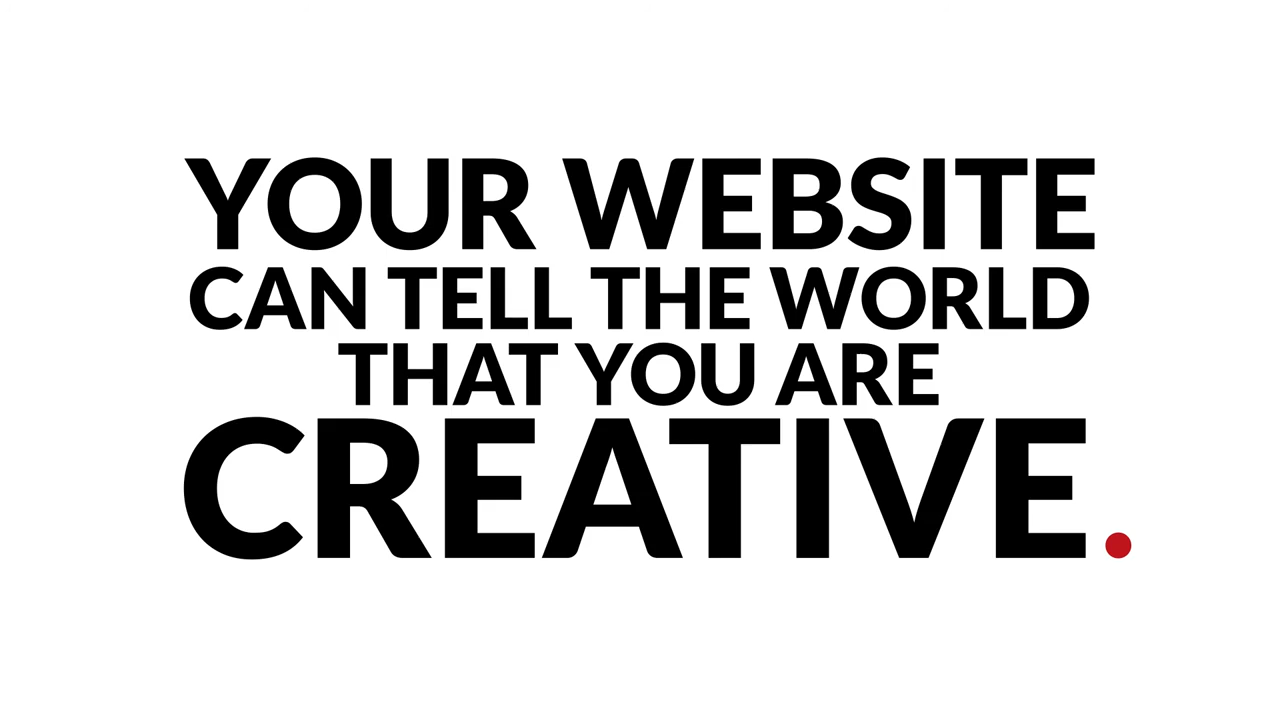 YOUR WEBSITE
CAN TELL THE WORLD
THAT YOU ARE
CREATIVE.